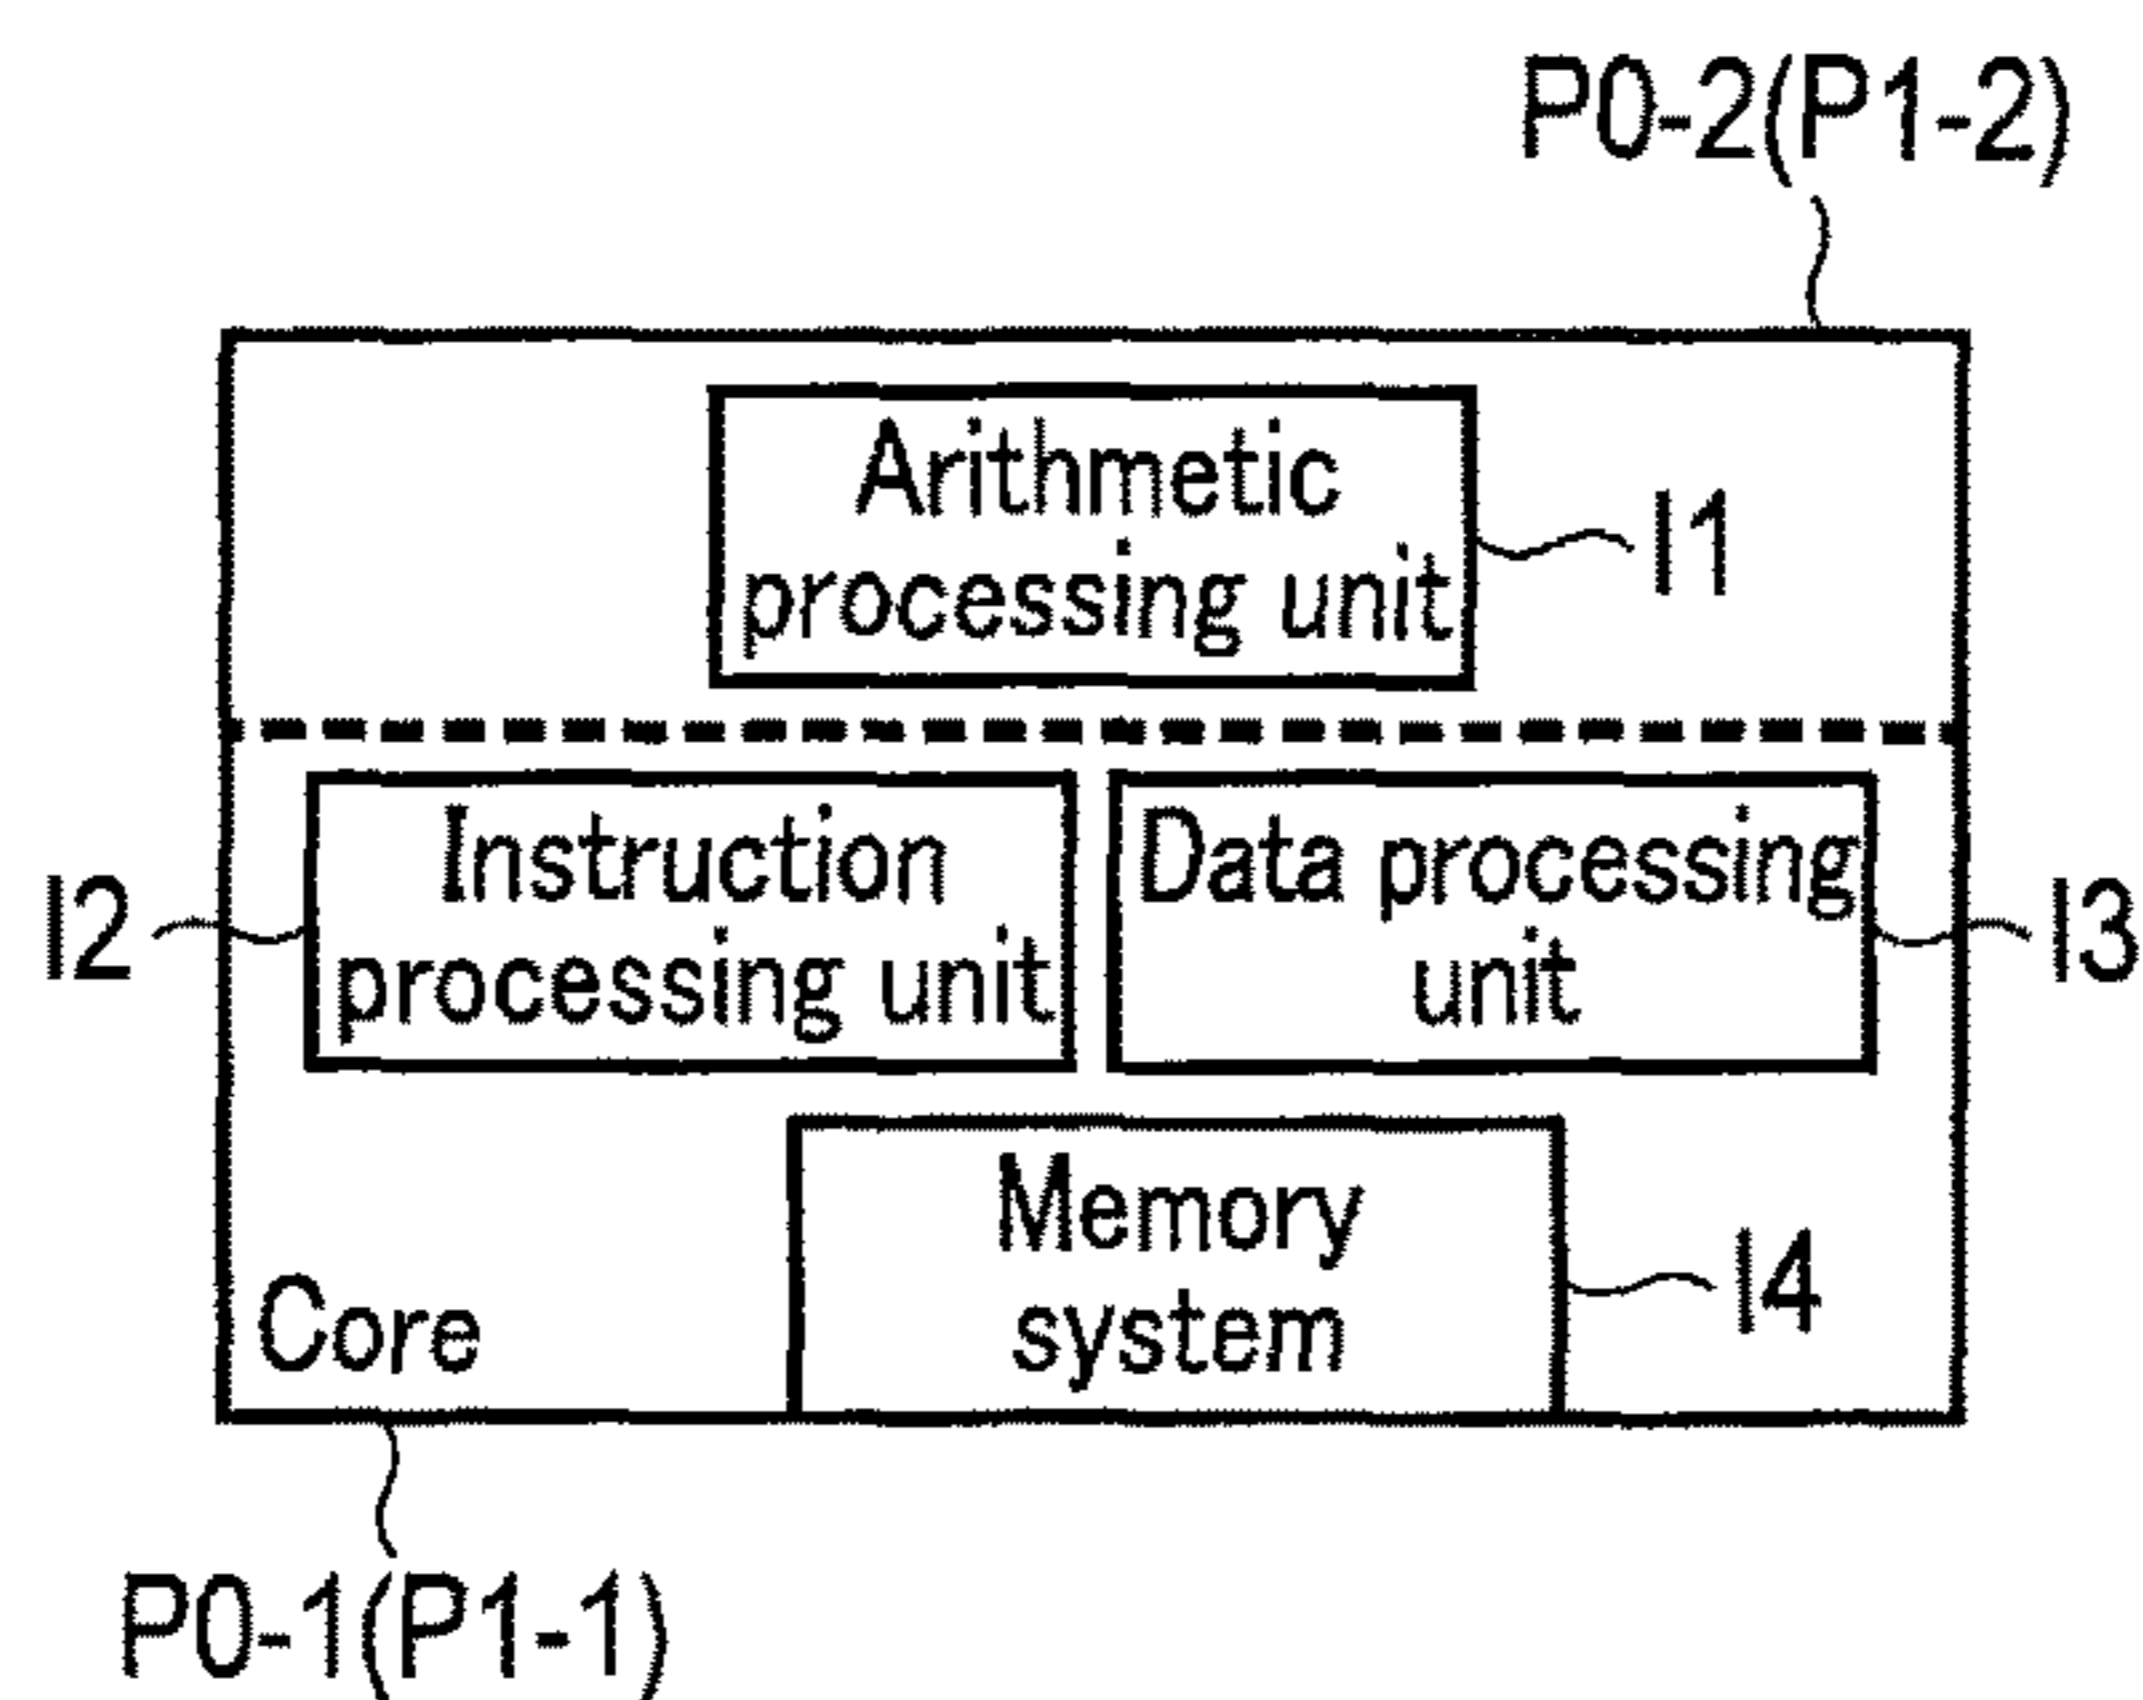 P0-2(P1-2)
Arithmetic
processing unit
I1
Instruction
processing unit
I2
Data processing
unit
I3
Memory
system
I4
Core
P0-1(P1-1)